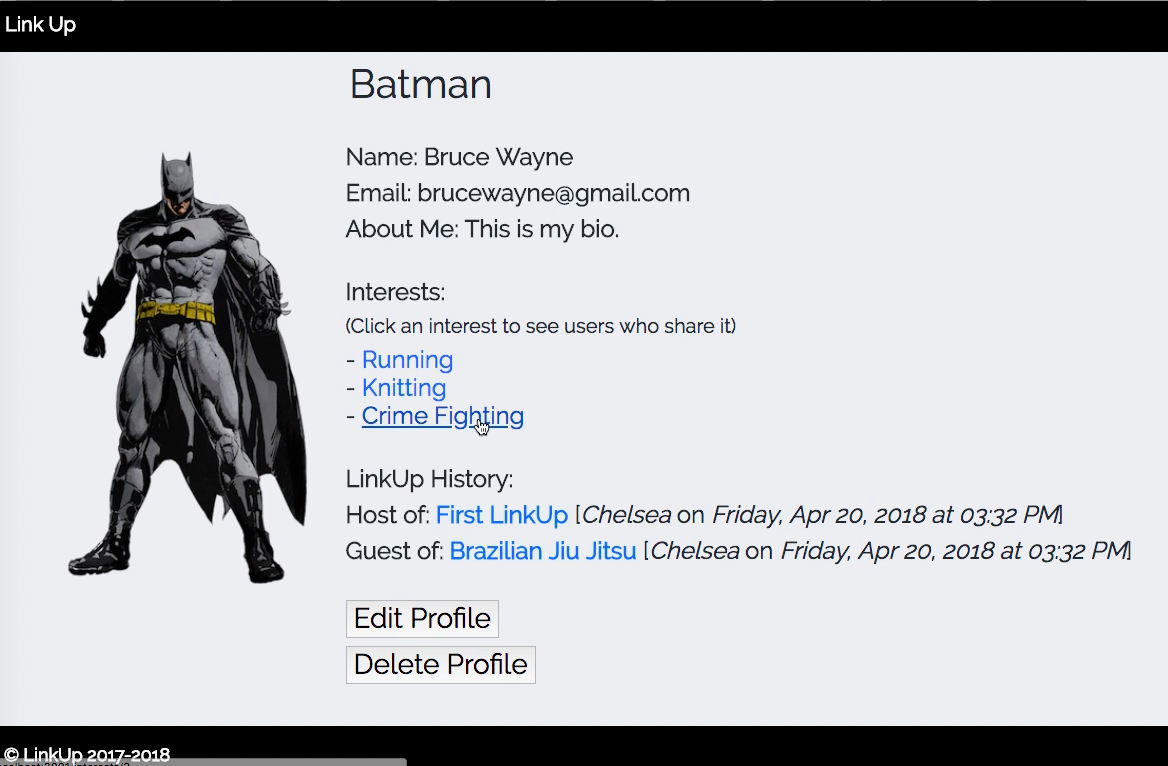 Link Up
Batman
Name: Bruce Wayne
Email: brucewayne@gmail.com
About Me: This is my bio.
Interests:
(Click an interest to see users who share it)
- Running
- Knitting
- Crime Fighting
LinkUp History:
Host of: First LinkUp [Chelsea on Friday, Apr 20, 2018 at 03:32 PM]
Guest of: Brazilian Jiu Jitsu [Chelsea on Friday, Apr 20, 2018 at 03:32 PM]
Edit Profile
Delete Profile
© LinkUp 2017-2018